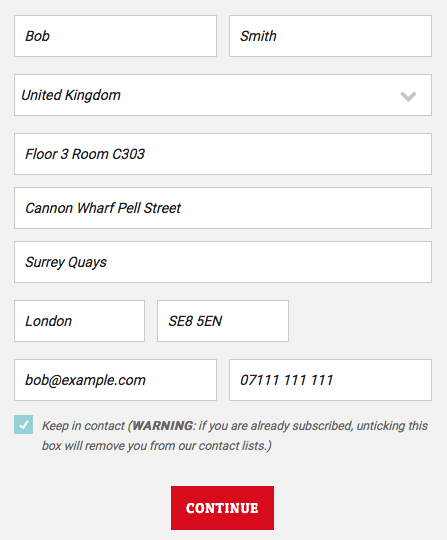 Bob Smith
United Kingdom
Floor 3 Room C303
Cannon Wharf Pell Street
Surrey Quays
London SE8 5EN
bob@example.com 07111 111 111
Keep in contact (WARNING: if you are already subscribed, unticking this
box will remove you from our contact lists.)
CONTINUE